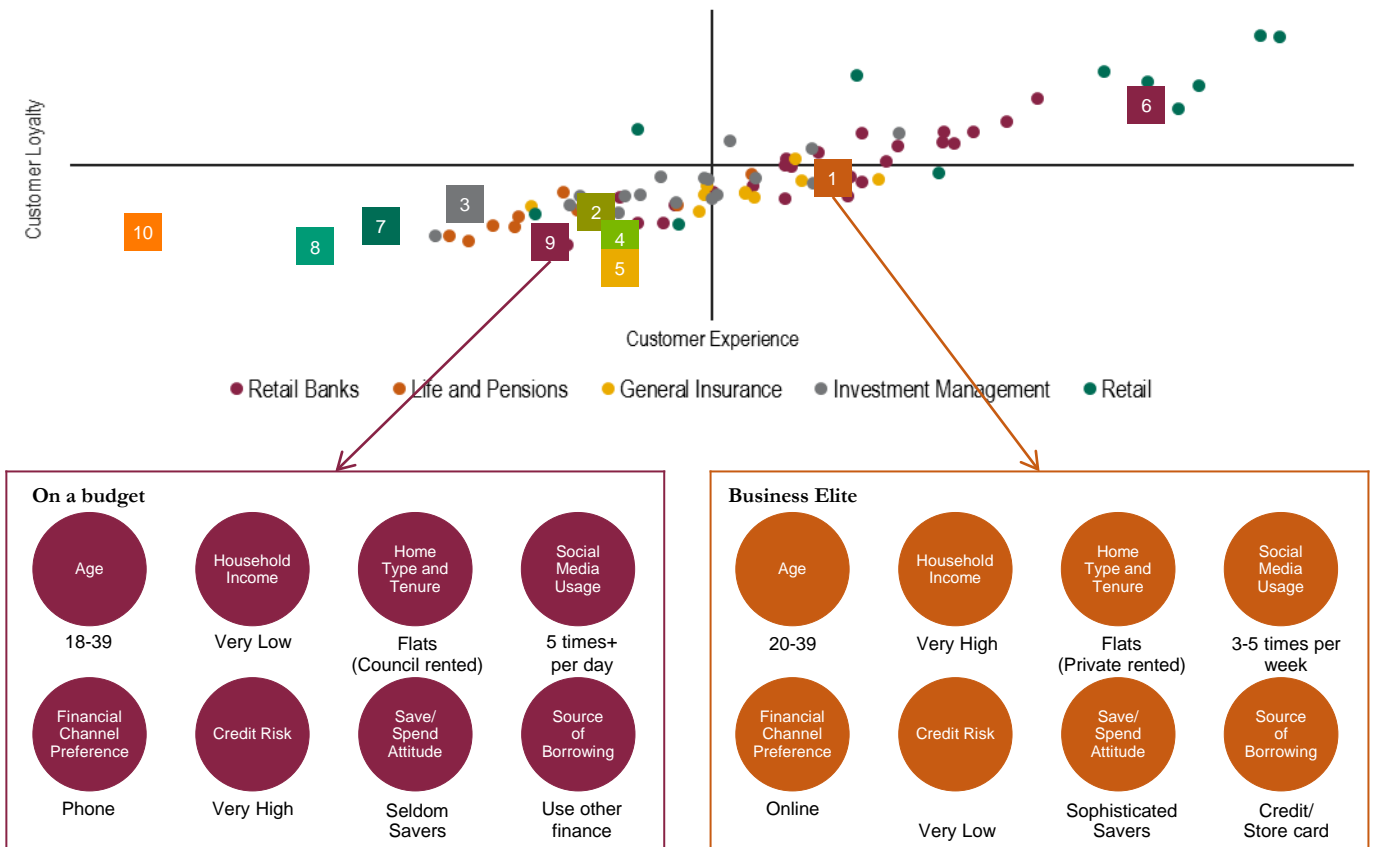 Customer Loyalty
6
1
3
2
7
10
4
9
8
5
Customer Experience
Retail Banks Life and Pensions General Insurance Investment Management Retail
On a budget
Age
Household
Income
Home
Type and
Tenure
Social
Media
Usage
18-39
Very Low
Flats
(Council rented)
5 times+
per day
Financial
Channel
Preference
Credit Risk
Save/
Spend
Attitude
Source
of
Borrowing
Phone
Very High
Seldom
Savers
Use other
finance
Business Elite
Age
Household
Income
Home
Type and
Tenure
Social
Media
Usage
20-39
Very High
Flats
(Private rented)
3-5 times per
week
Financial
Channel
Preference
Credit Risk
Save/
Spend
Attitude
Source
of
Borrowing
Online
Very Low
Sophisticated
Savers
Credit/
Store card